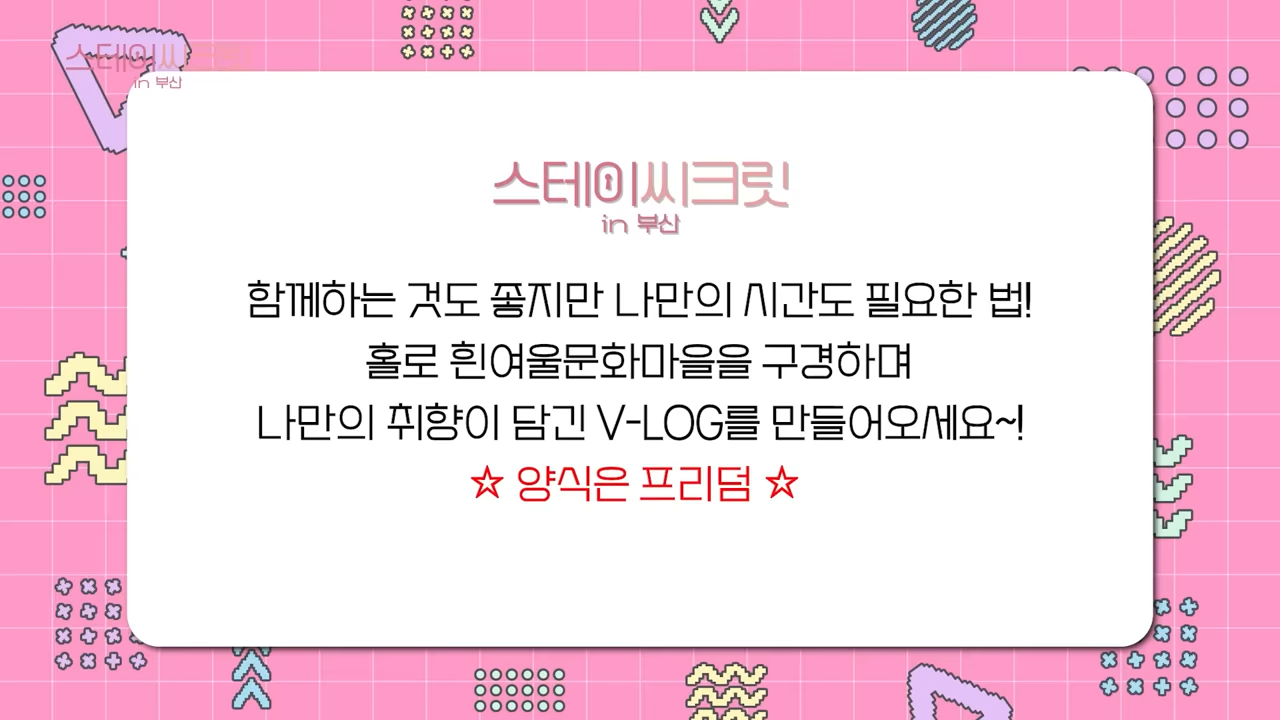 스테이씨크릿
in 부산
스테이씨크릿
in 부산
함께하는 것도 좋지만 나만의 시간도 필요한 법!
홀로 흰여울문화마을을 구경하며
나만의 취향이 담긴 V-LOG를 만들어오세요~!
☆ 양식은 프리덤 ☆